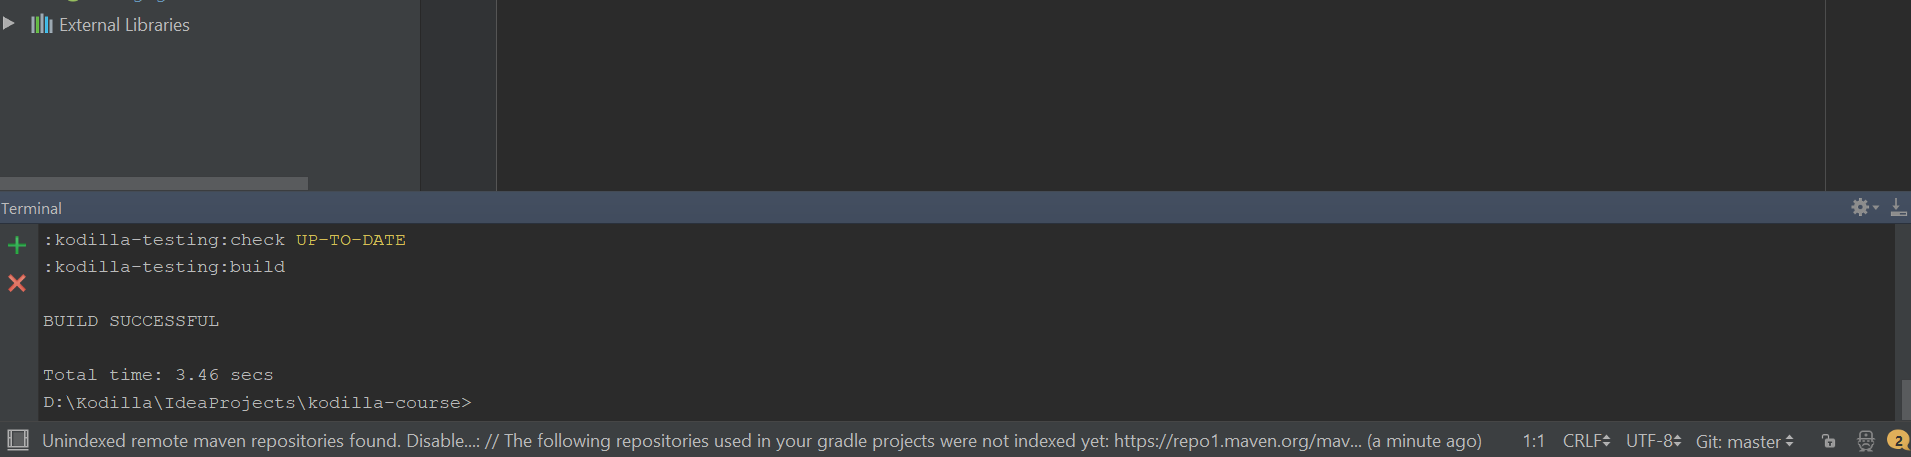 External Libraries
Terminal
:kodilla-testing:check UP-TO-DATE
:kodilla-testing:build
BUILD SUCCESSFUL
Total time: 3.46 secs
D:\Kodilla\IdeaProjects\kodilla-course>
Unindexed remote maven repositories found. Disable...: // The following repositories used in your gradle projects were not indexed yet: https://repo1.maven.org/mav... (a minute ago) 1:1 CRLF UTF-8 Git: master 2